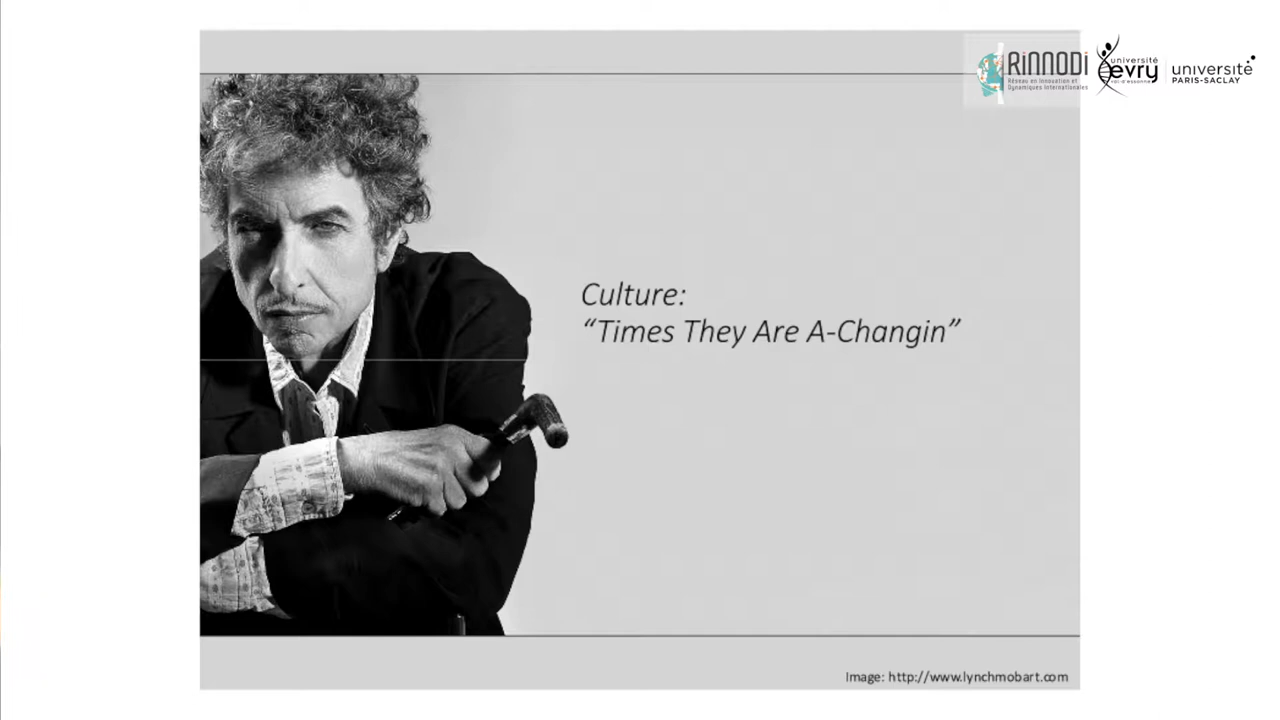 RiNNODi
Réseau en Innovation et
Dynamiques Internationales
université
evry
université
PARIS-SACLAY
Culture:
“Times They Are A-Changin”
Image: http://www.lynchmobart.com